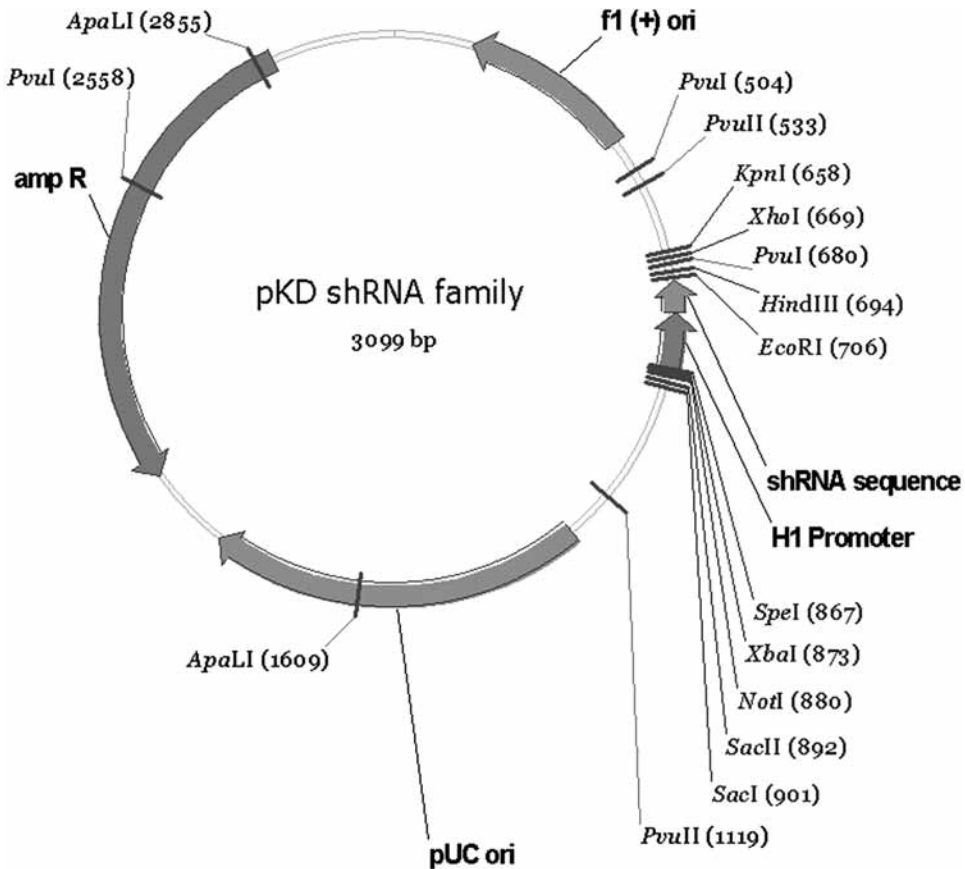 f1 (+) ori
ApaLI (2855)
PvuI (2558)
PvuI (504)
PvuII (533)
KpnI (658)
amp R
XhoI (669)
PvuI (680)
pKD shRNA family
HindIII (694)
3099 bp
EcoRI (706)
shRNA sequence
H1 Promoter
SpeI (867)
ApaLI (1609)
XbaI (873)
NotI (880)
SacII (892)
SacI (901)
PvuII (1119)
pUC ori